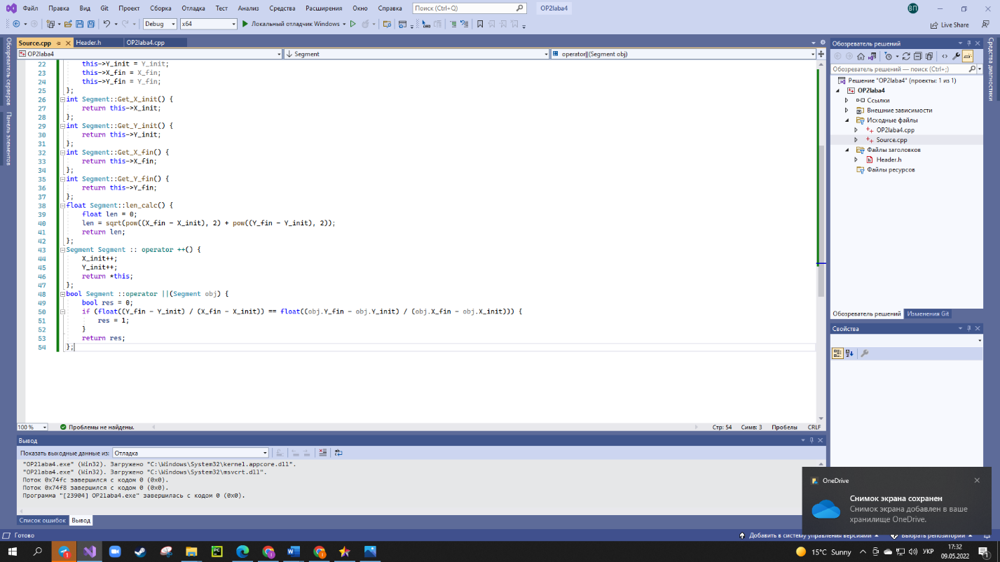 Файл Правка Вид Git Проект Сборка Отладка Тест Анализ Средства Расширения Окно Справка Поиск (Ctrl+Q) OP2laba4 ВП
Debug x64 Локальный отладчик Windows Live Share
Обозреватель серверов
Панель элементов
Source.cpp Header.h OP2laba4.cpp
OP2laba4 Segment operator||(Segment obj)
22 this->Y_init = Y_init;
23 this->X_fin = X_fin;
24 this->Y_fin = Y_fin;
25 };
26 int Segment::Get_X_init() {
27 return this->X_init;
28 };
29 int Segment::Get_Y_init() {
30 return this->Y_init;
31 };
32 int Segment::Get_X_fin() {
33 return this->X_fin;
34 };
35 int Segment::Get_Y_fin() {
36 return this->Y_fin;
37 };
38 float Segment::len_calc() {
39 float len = 0;
40 len = sqrt(pow((X_fin - X_init), 2) + pow((Y_fin - Y_init), 2));
41 return len;
42 };
43 Segment Segment :: operator ++() {
44 X_init++;
45 Y_init++;
46 return *this;
47 };
48 bool Segment ::operator ||(Segment obj) {
49 bool res = 0;
50 if (float((Y_fin - Y_init) / (X_fin - X_init)) == float((obj.Y_fin - obj.Y_init) / (obj.X_fin - obj.X_init))) {
51 res = 1;
52 }
53 return res;
54 };
100 % Проблемы не найдены. Стр: 54 Симв: 3 Пробелы CRLF
Вывод
Показать выходные данные из: Отладка
"OP2laba4.exe" (Win32). Загружено "C:\Windows\System32\kernel.appcore.dll".
"OP2laba4.exe" (Win32). Загружено "C:\Windows\System32\msvcrt.dll".
Поток 0x74fc завершился с кодом 0 (0x0).
Поток 0x74f8 завершился с кодом 0 (0x0).
Программа "[23904] OP2laba4.exe" завершилась с кодом 0 (0x0).
Список ошибок Вывод
Обозреватель решений
Обозреватель решений — поиск (Ctrl+;)
Решение "OP2laba4" (проекты: 1 из 1)
OP2laba4
Ссылки
Внешние зависимости
Исходные файлы
OP2laba4.cpp
Source.cpp
Файлы заголовков
Header.h
Файлы ресурсов
Обозреватель решений Изменения Git
Свойства
Средства диагностики
OneDrive
Снимок экрана сохранен
Снимок экрана добавлен в ваше
хранилище OneDrive.
Готово Добавить в систему управления версиями Выбрать репозиторий
15°C Sunny УКР 17:32
09.05.2022